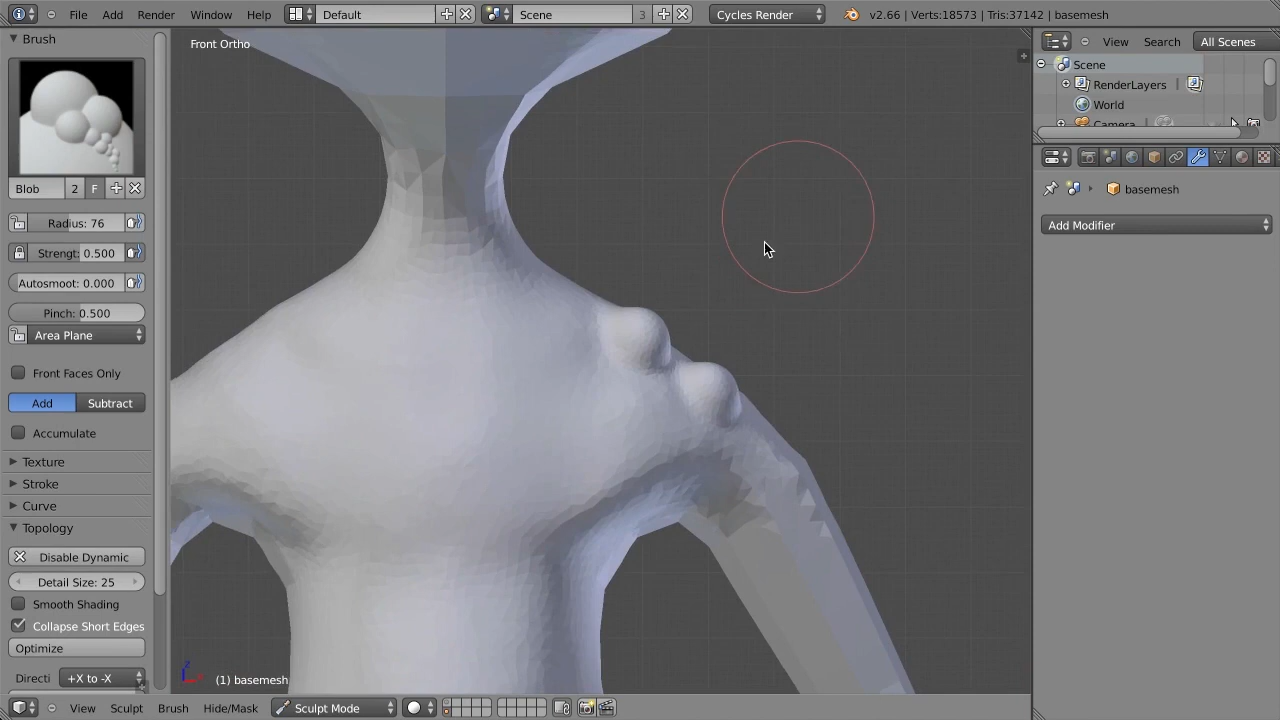 File Add Render Window Help Default Scene 3 Cycles Render v2.66 | Verts:18573 | Tris:37142 | basemesh
Brush
Front Ortho
View Search All Scenes
Scene
RenderLayers
World
Camera
Blob 2 F
basemesh
Radius: 76
Add Modifier
Strengt: 0.500
Autosmoot: 0.000
Pinch: 0.500
Area Plane
Front Faces Only
Add Subtract
Accumulate
Texture
Stroke
Curve
Topology
Disable Dynamic
Detail Size: 25
Smooth Shading
Collapse Short Edges
Optimize
Directi +X to -X
(1) basemesh
View Sculpt Brush Hide/Mask Sculpt Mode